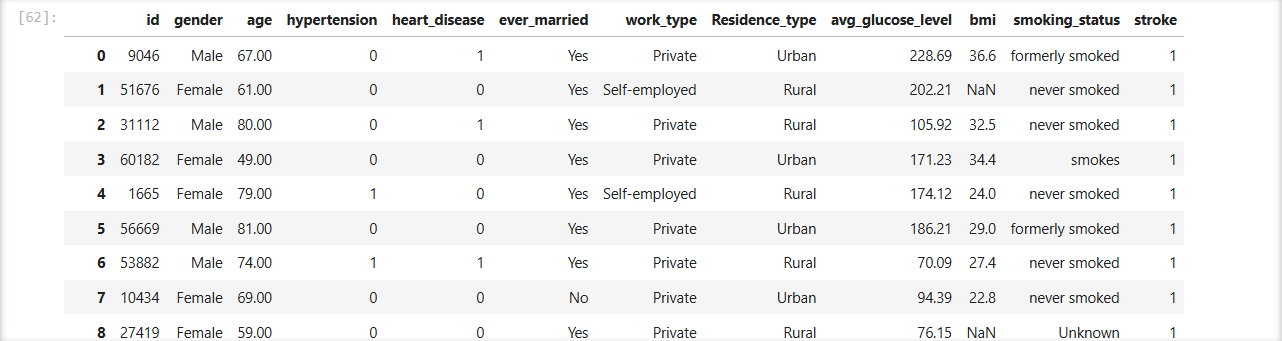 [62]:
id gender age hypertension heart_disease ever_married work_type Residence_type avg_glucose_level bmi smoking_status stroke
0 9046 Male 67.00 0 1 Yes Private Urban 228.69 36.6 formerly smoked 1
1 51676 Female 61.00 0 0 Yes Self-employed Rural 202.21 NaN never smoked 1
2 31112 Male 80.00 0 1 Yes Private Rural 105.92 32.5 never smoked 1
3 60182 Female 49.00 0 0 Yes Private Urban 171.23 34.4 smokes 1
4 1665 Female 79.00 1 0 Yes Self-employed Rural 174.12 24.0 never smoked 1
5 56669 Male 81.00 0 0 Yes Private Urban 186.21 29.0 formerly smoked 1
6 53882 Male 74.00 1 1 Yes Private Rural 70.09 27.4 never smoked 1
7 10434 Female 69.00 0 0 No Private Urban 94.39 22.8 never smoked 1
8 27419 Female 59.00 0 0 Yes Private Rural 76.15 NaN Unknown 1